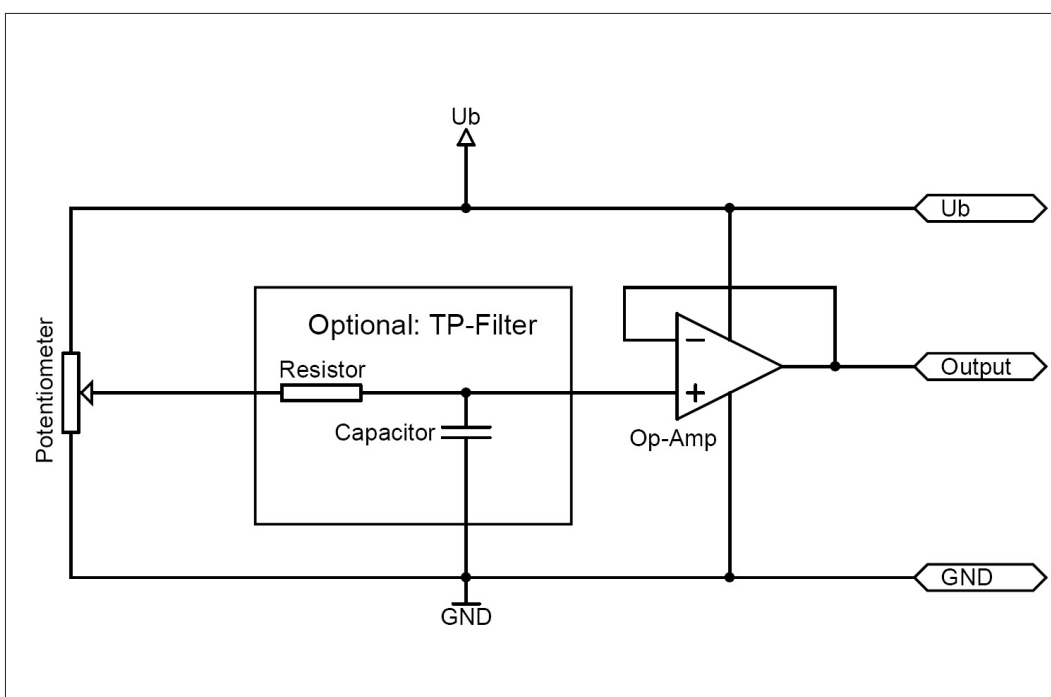 Ub
Ub
Optional: TP-Filter
Resistor
Potentiometer
Output
Capacitor
Op-Amp
GND
GND